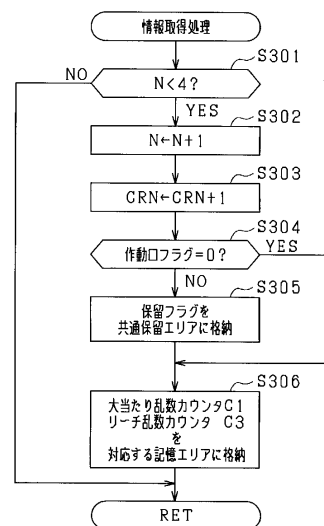 情報取得処理
S301
NO
N<4?
YES
S302
N←N+1
S303
CRN←CRN+1
S304
作動口フラグ=0?
YES
NO
S305
保留フラグを
共通保留エリアに格納
S306
大当たり乱数カウンタC1
リーチ乱数カウンタ C3
を
対応する記憶エリアに格納
RET